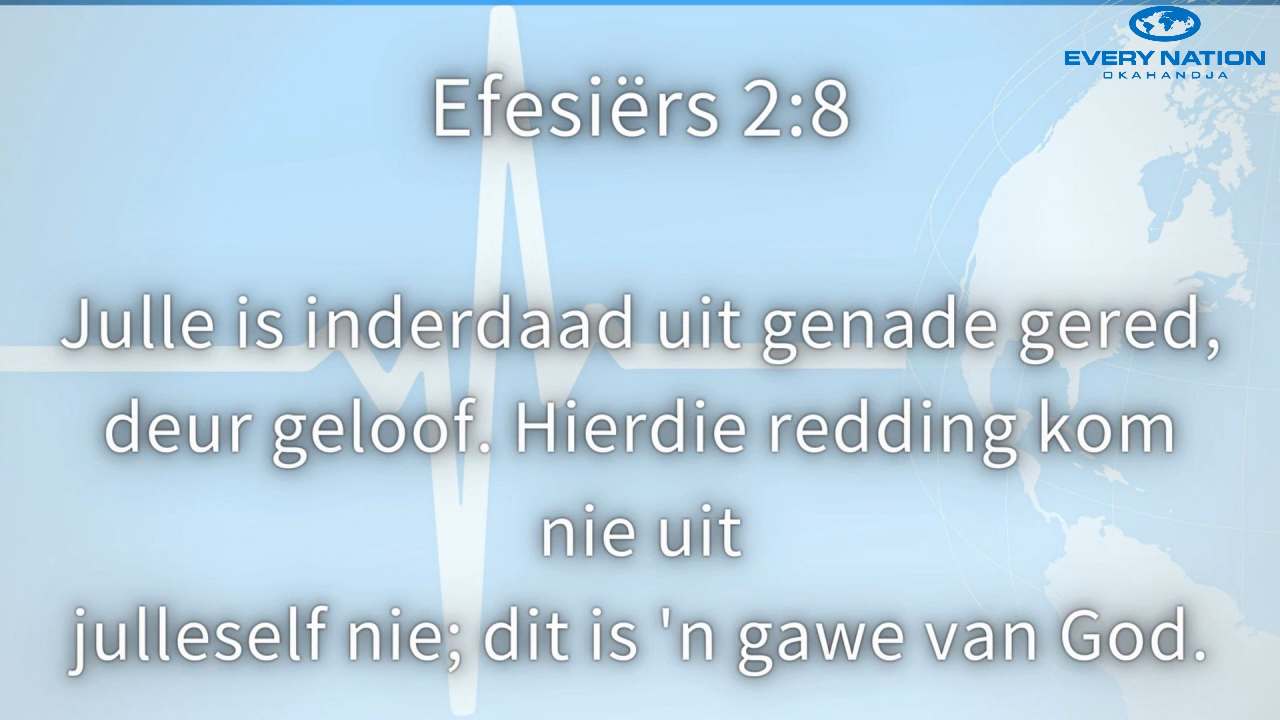 EVERY NATION
OKAHANDJA
Efesiërs 2:8
Julle is inderdaad uit genade gered,
deur geloof. Hierdie redding kom
nie uit
julleself nie; dit is 'n gawe van God.